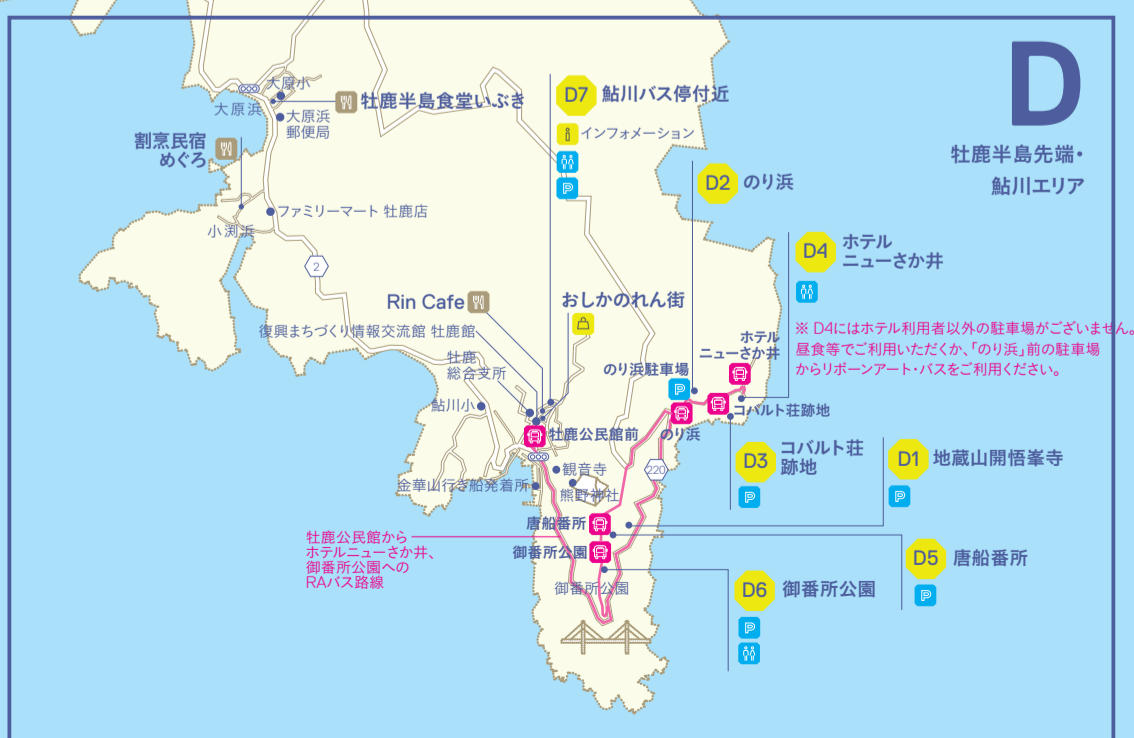 D
牡鹿半島先端・
鮎川エリア
大原小
大原浜
牡鹿半島食堂いぶき
大原浜
郵便局
割烹民宿
めぐろ
ファミリーマート 牡鹿店
小渕浜
2
D7 鮎川バス停付近
インフォメーション
P
D2 のり浜
D4 ホテル
ニューさか井
※ D4にはホテル利用者以外の駐車場がございません。
昼食等でご利用いただくか、「のり浜」前の駐車場
からリボーンアート・バスをご利用ください。
Rin Cafe
おしかのれん街
復興まちづくり情報交流館 牡鹿館
牡鹿
総合支所
鮎川小
ホテル
ニューさか井
のり浜駐車場
P
コバルト荘跡地
のり浜
牡鹿公民館前
D3 コバルト荘
跡地
P
D1 地蔵山開悟峯寺
P
220
観音寺
熊野神社
金華山行き船発着所
唐船番所
御番所公園
御番所公園
牡鹿公民館から
ホテルニューさか井、
御番所公園への
RAバス路線
D5 唐船番所
P
D6 御番所公園
P